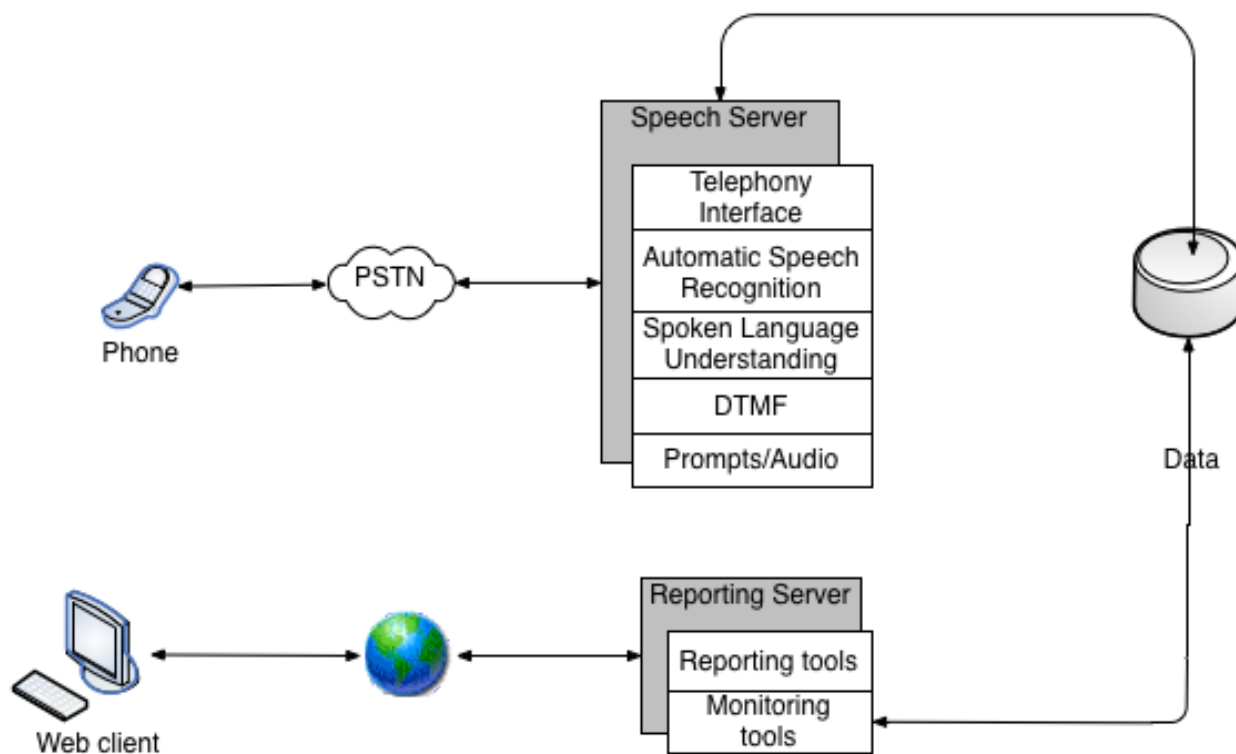 Speech Server
Telephony
Interface
Automatic Speech
Recognition
Spoken Language
Understanding
DTMF
Prompts/Audio
PSTN
Phone
Data
Reporting Server
Reporting tools
Monitoring
tools
Web client